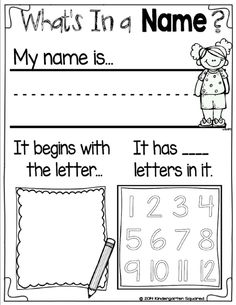 What's In a Name?
My name is...
It begins with
the letter...
It has ____
letters in it.
1 2 3 4
5 6 7 8
9 10 11 12
© 2014 Kindergarten Squared